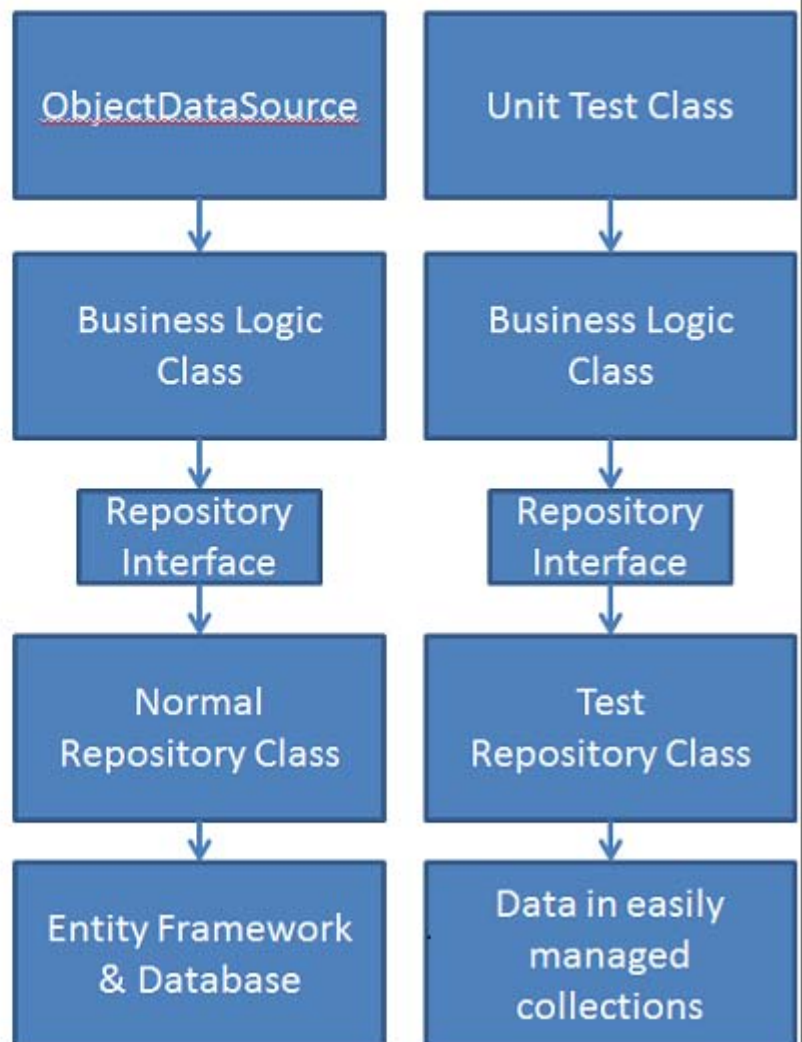 ObjectDataSource
Business Logic
Class
Repository
Interface
Normal
Repository Class
Entity Framework
& Database
Unit Test Class
Business Logic
Class
Repository
Interface
Test
Repository Class
Data in easily
managed
collections